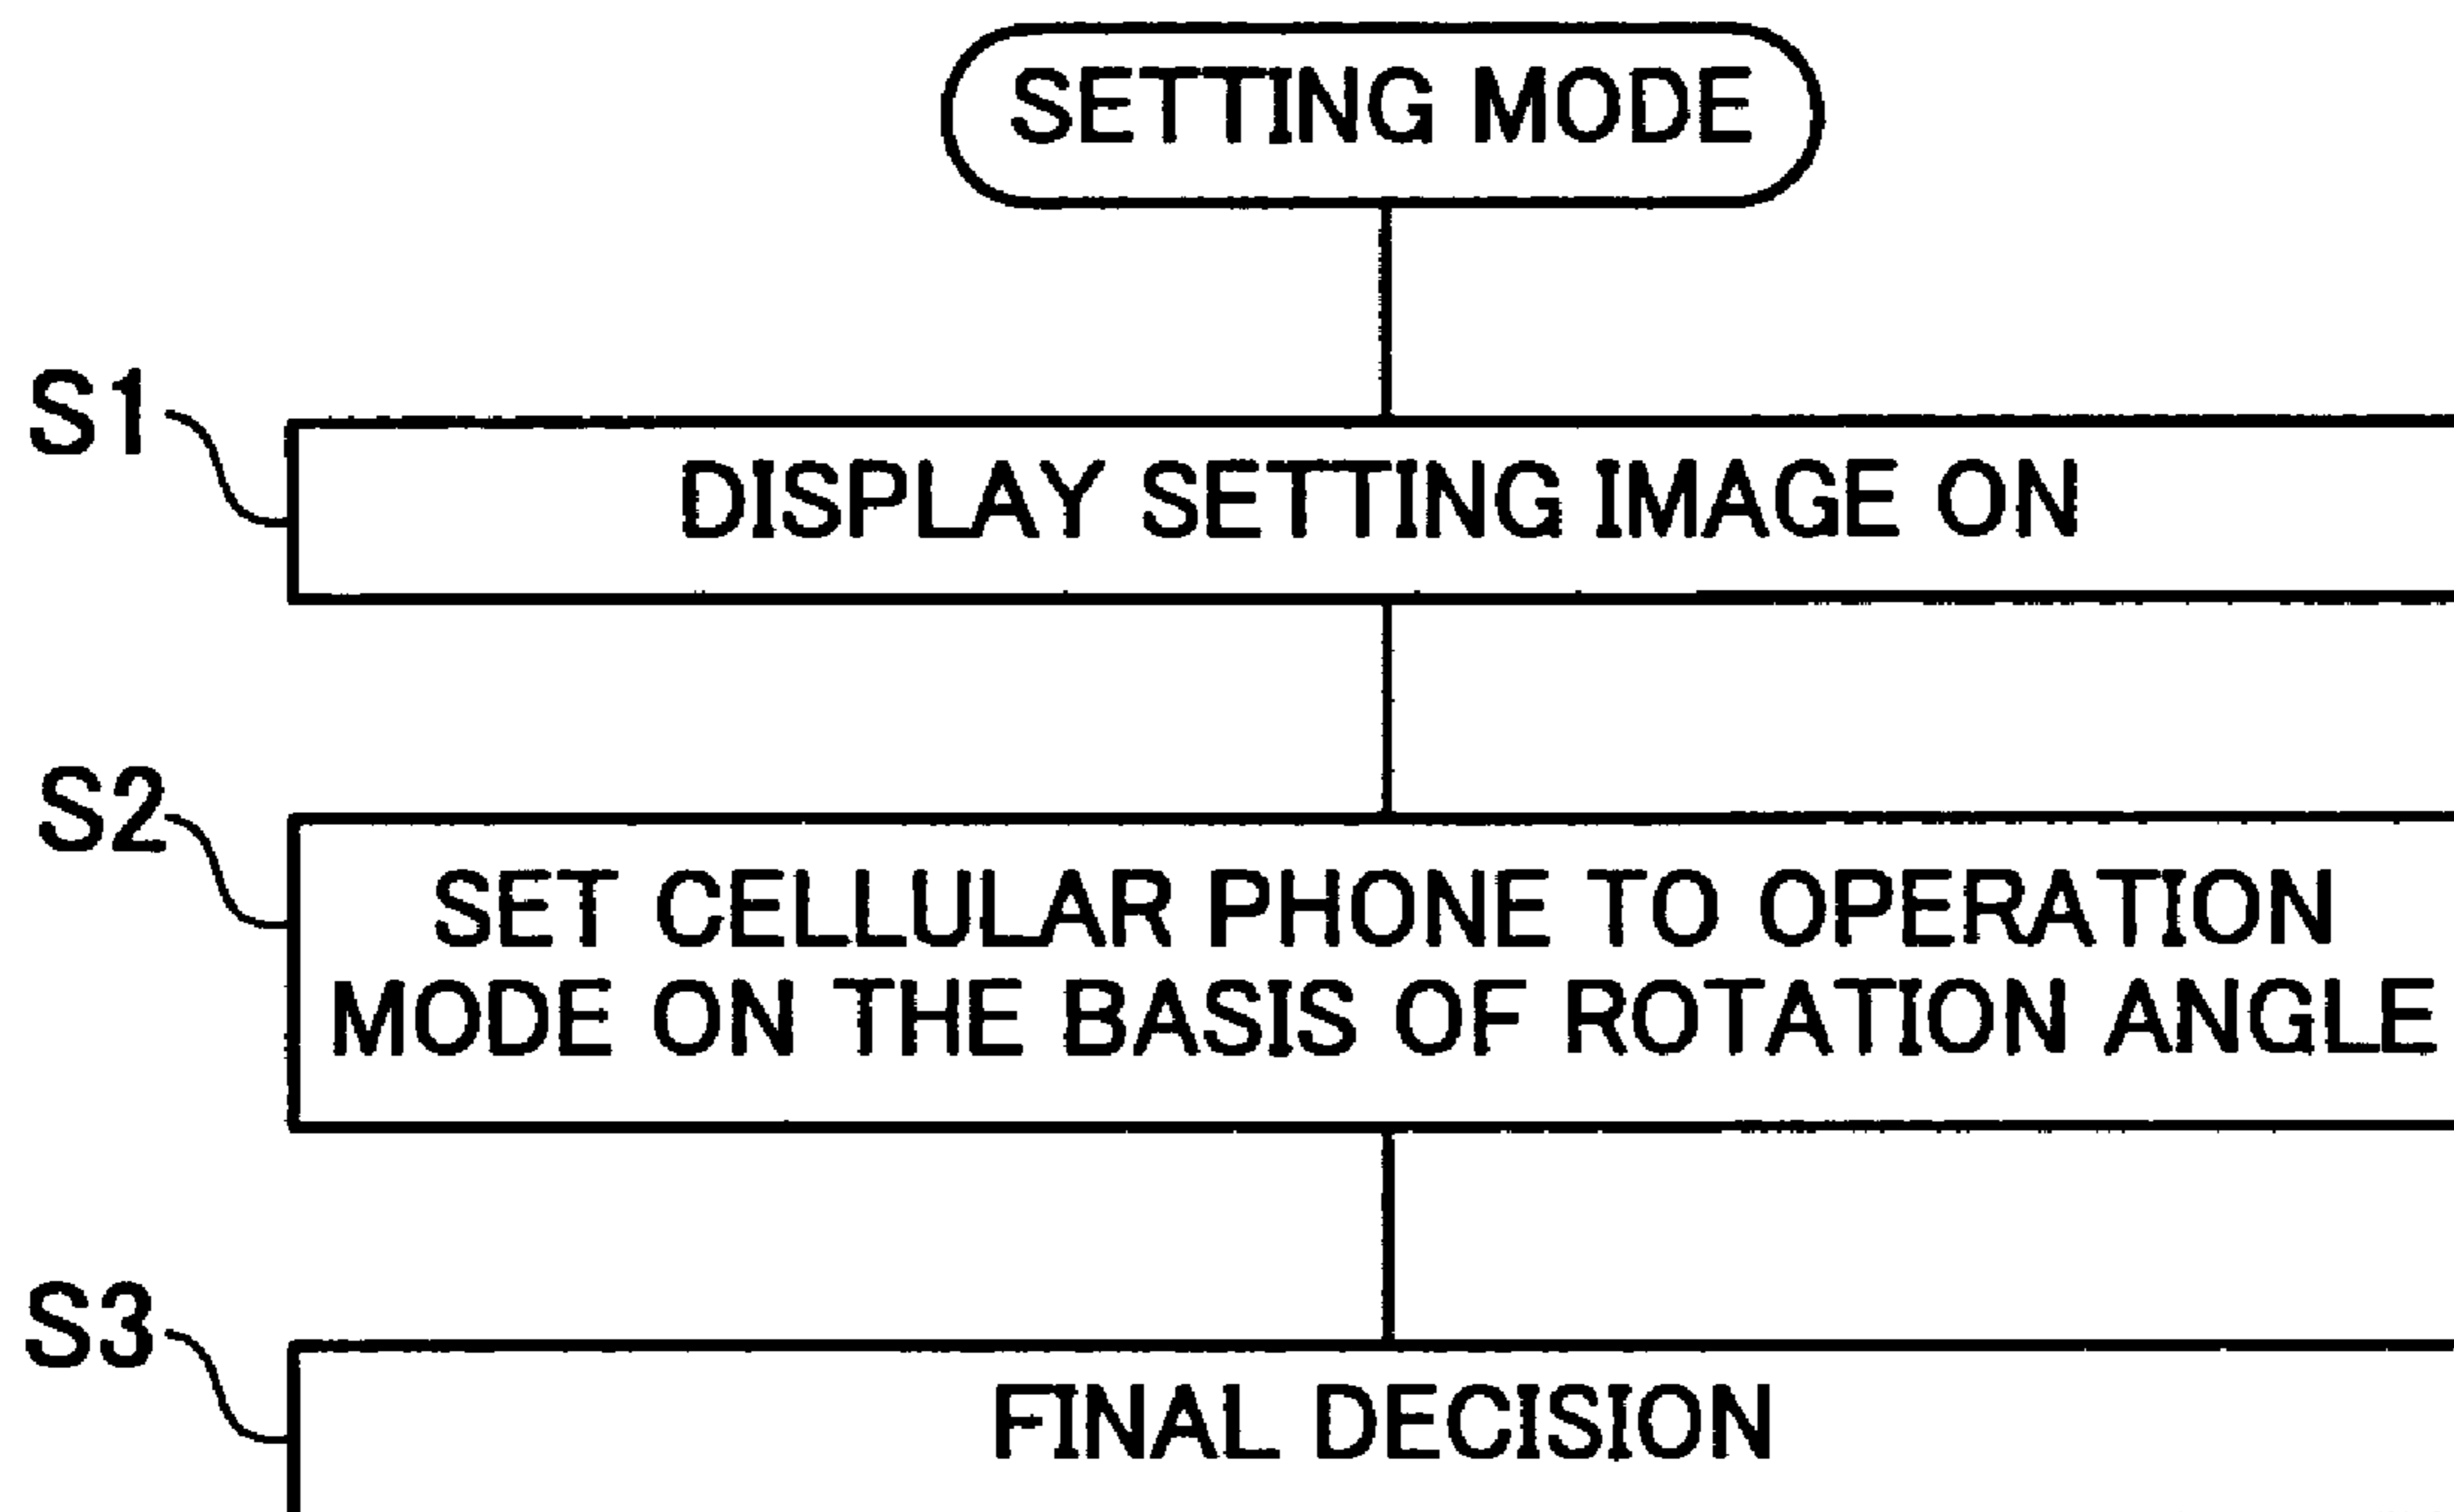 SETTING MODE
S1
DISPLAY SETTING IMAGE ON
S2
SET CELLULAR PHONE TO OPERATION
MODE ON THE BASIS OF ROTATION ANGLE
S3
FINAL DECISION